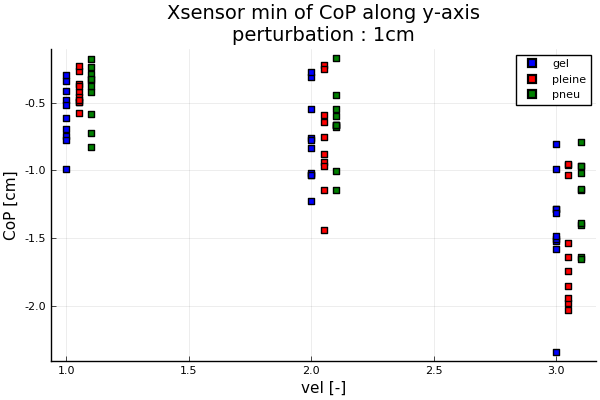 Xsensor min of CoP along y-axis
perturbation : 1cm
gel
pleine
pneu
CoP [cm]
-0.5
-1.0
-1.5
-2.0
1.0 1.5 2.0 2.5 3.0
vel [-]